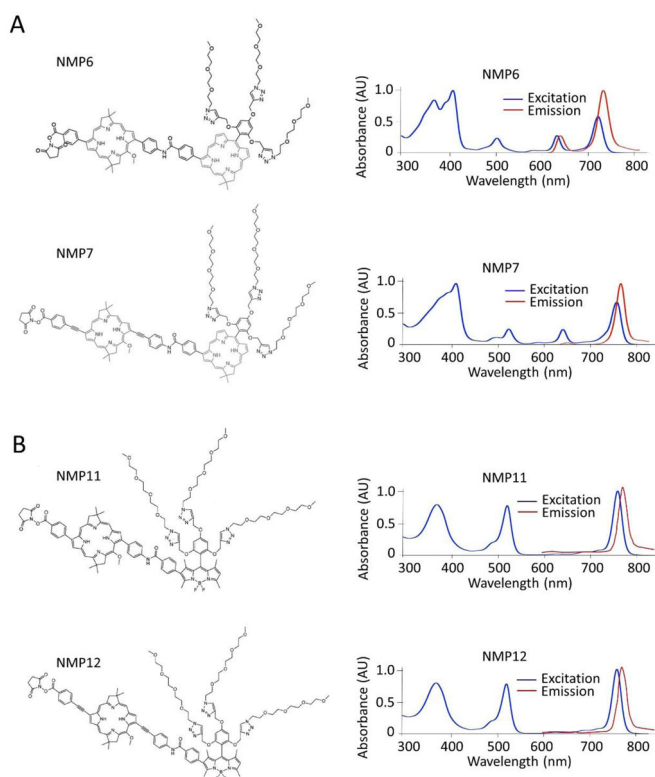 A
NMP6
NMP6
Excitation
Emission
Absorbance (AU)
1.0
0.5
0
300 400 500 600 700 800
Wavelength (nm)
NMP7
NMP7
Excitation
Emission
Absorbance (AU)
1.0
0.5
0
300 400 500 600 700 800
Wavelength (nm)
B
NMP11
NMP11
Excitation
Emission
Absorbance (AU)
1.0
0.5
0
300 400 500 600 700 800
Wavelength (nm)
NMP12
NMP12
Excitation
Emission
Absorbance (AU)
1.0
0.5
0
300 400 500 600 700 800
Wavelength (nm)